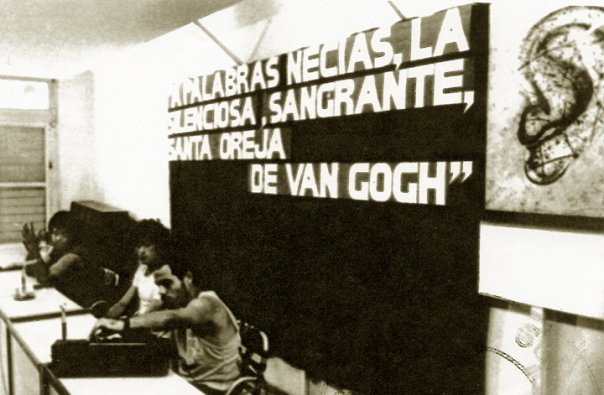 "A PALABRAS NECIAS, LA
SILENCIOSA, SANGRANTE,
SANTA OREJA
DE VAN GOGH"